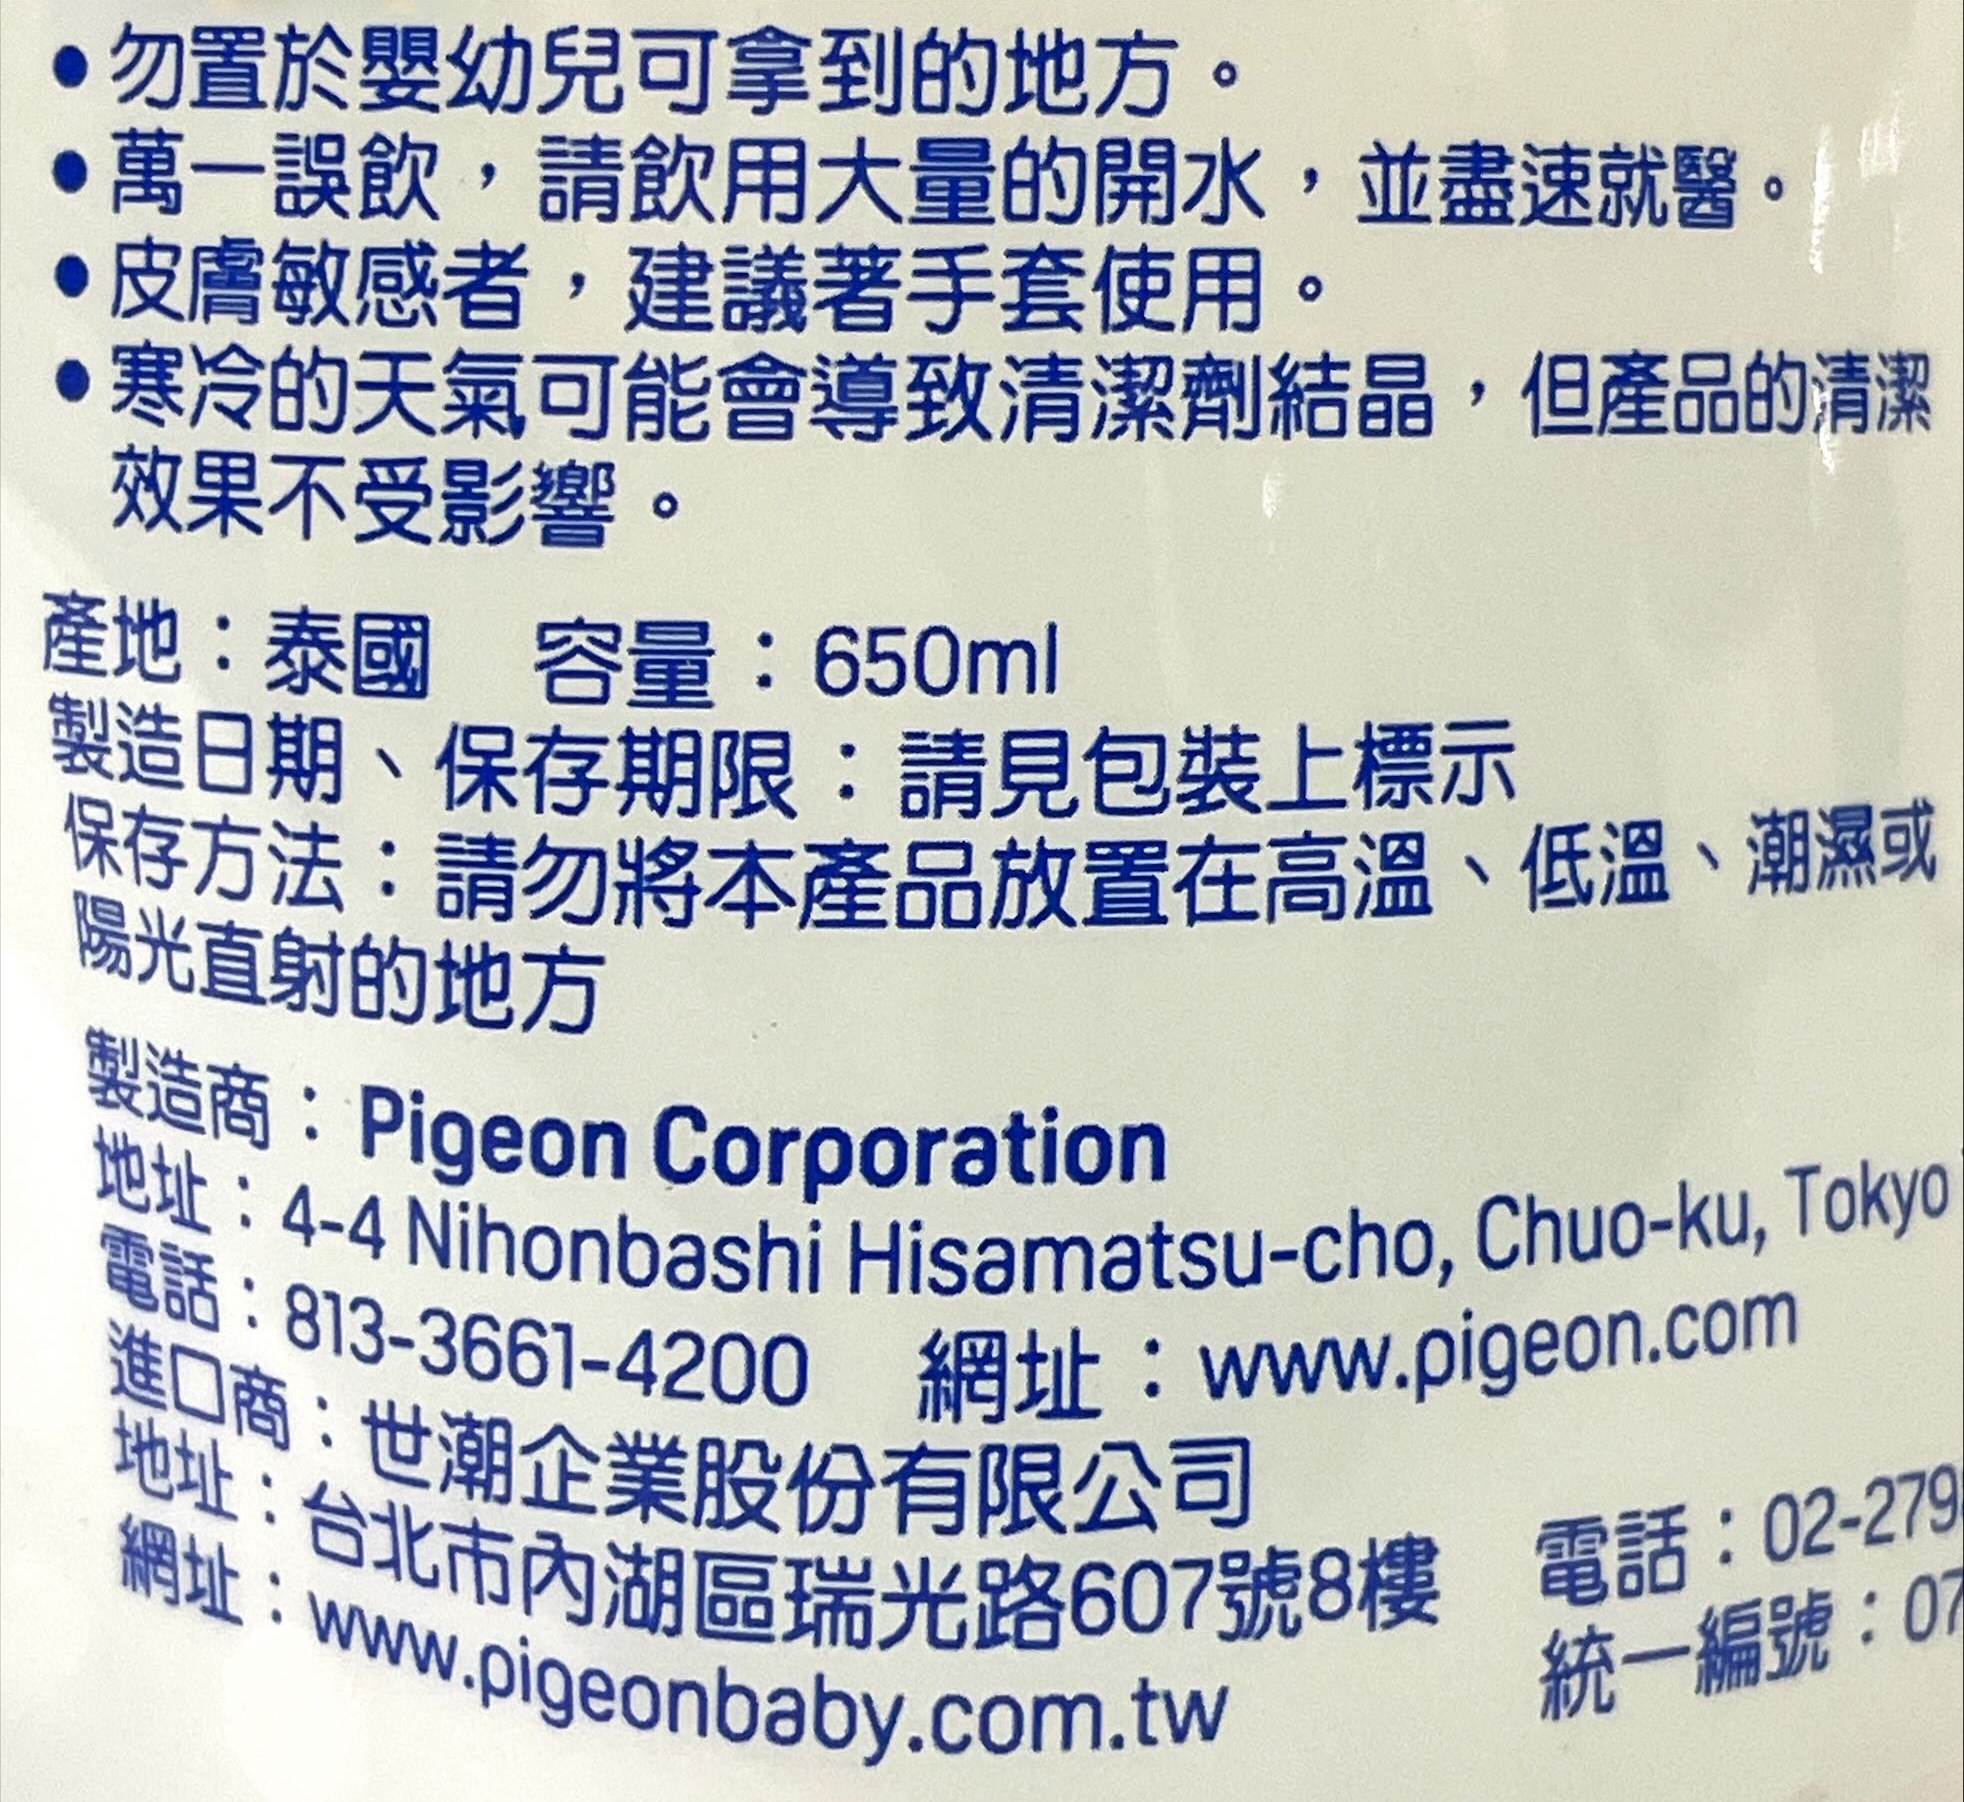 •勿置於嬰幼兒可拿到的地方。
•萬一誤飲，請飲用大量的開水，並盡速就醫。
•皮膚敏感者，建議著手套使用。
•寒冷的天氣可能會導致清潔劑結晶，但產品的清潔
效果不受影響。
產地：泰國　容量：650ml
製造日期、保存期限：請見包裝上標示
保存方法：請勿將本產品放置在高溫、低溫、潮濕或
陽光直射的地方
製造商：Pigeon Corporation
地址：4-4 Nihonbashi Hisamatsu-cho, Chuo-ku, Tokyo
電話：813-3661-4200　網址：www.pigeon.com
進口商：世潮企業股份有限公司
地址：台北市內湖區瑞光路607號8樓　電話：02-279
網址：www.pigeonbaby.com.tw　統一編號：07